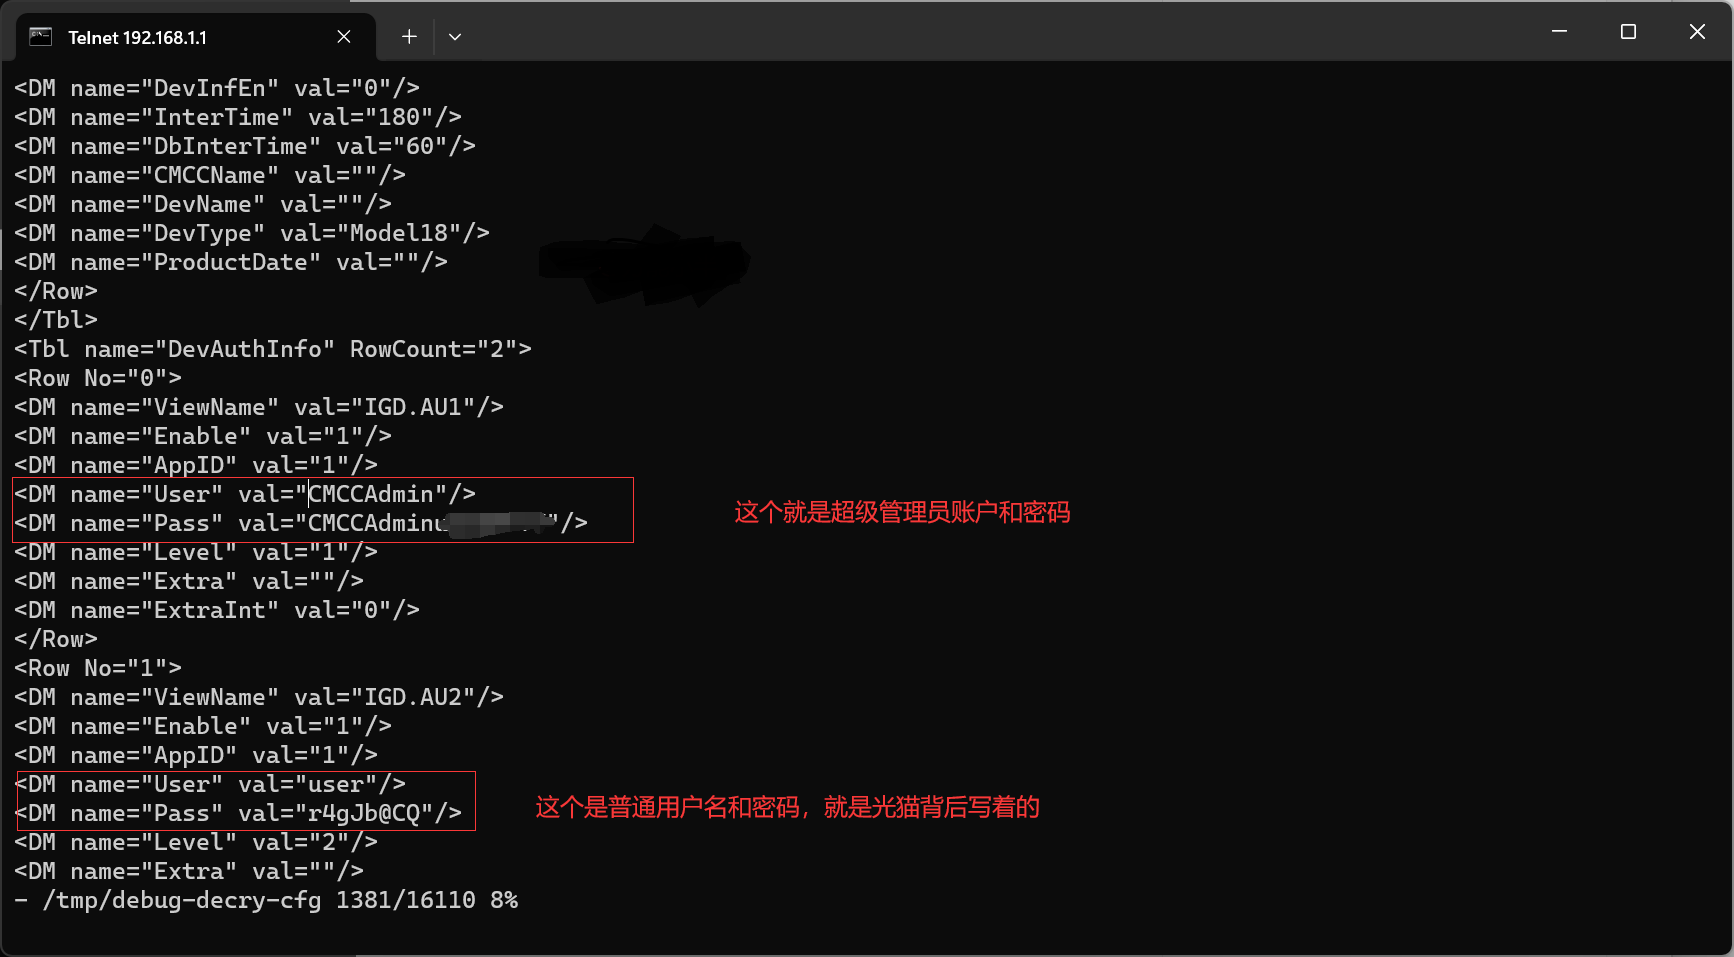 Telnet 192.168.1.1
<DM name="DevInfEn" val="0"/>
<DM name="InterTime" val="180"/>
<DM name="DbInterTime" val="60"/>
<DM name="CMCCName" val=""/>
<DM name="DevName" val=""/>
<DM name="DevType" val="Model18"/>
<DM name="ProductDate" val=""/>
</Row>
</Tbl>
<Tbl name="DevAuthInfo" RowCount="2">
<Row No="0">
<DM name="ViewName" val="IGD.AU1"/>
<DM name="Enable" val="1"/>
<DM name="AppID" val="1"/>
<DM name="User" val="CMCCAdmin"/>
这个就是超级管理员账户和密码
<DM name="Pass" val="CMCCAdminu "/>
<DM name="Level" val="1"/>
<DM name="Extra" val=""/>
<DM name="ExtraInt" val="0"/>
</Row>
<Row No="1">
<DM name="ViewName" val="IGD.AU2"/>
<DM name="Enable" val="1"/>
<DM name="AppID" val="1"/>
<DM name="User" val="user"/>
<DM name="Pass" val="r4gJb@CQ"/>
这个是普通用户名和密码，就是光猫背后写着的
<DM name="Level" val="2"/>
<DM name="Extra" val=""/>
- /tmp/debug-decry-cfg 1381/16110 8%